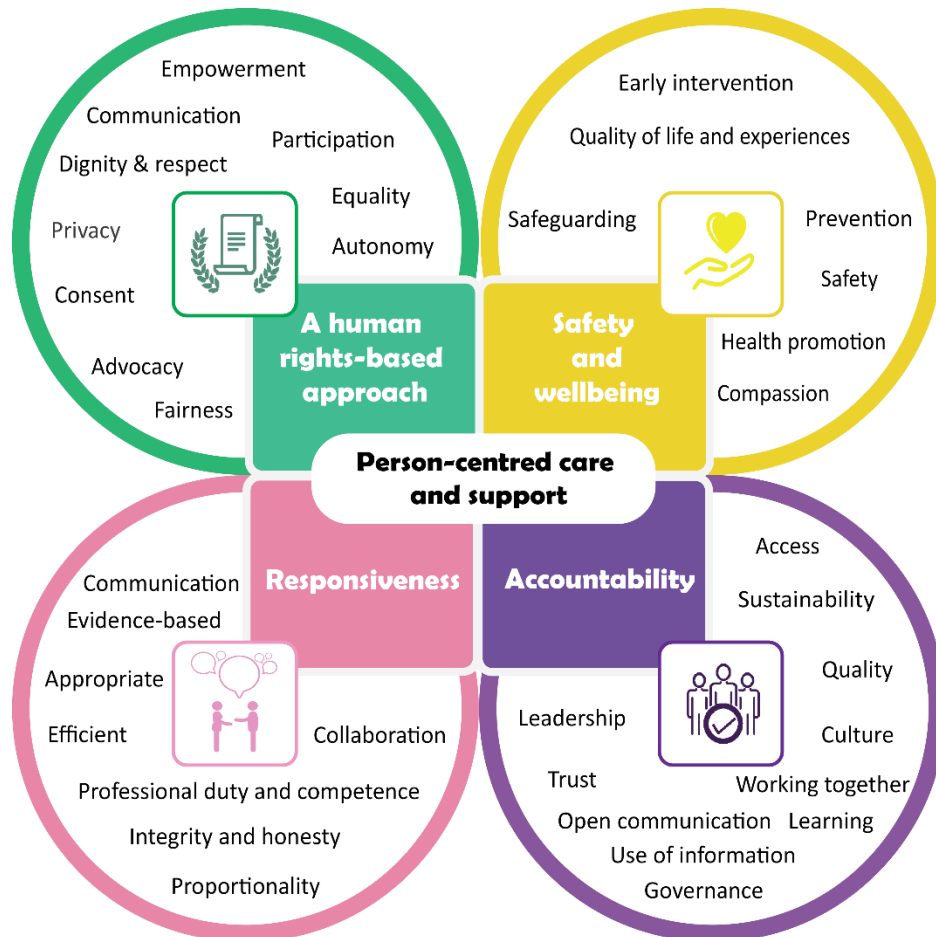 Empowerment
Communication
Participation
Dignity & respect
Equality
Privacy
Autonomy
Consent
Advocacy
Fairness
A human
rights-based
approach
Early intervention
Quality of life and experiences
Safeguarding
Prevention
Safety
Health promotion
Compassion
Safety
and
wellbeing
Person-centred care
and support
Responsiveness
Communication
Evidence-based
Appropriate
Efficient
Collaboration
Professional duty and competence
Integrity and honesty
Proportionality
Accountability
Access
Sustainability
Quality
Leadership
Culture
Trust
Working together
Open communication
Learning
Use of information
Governance